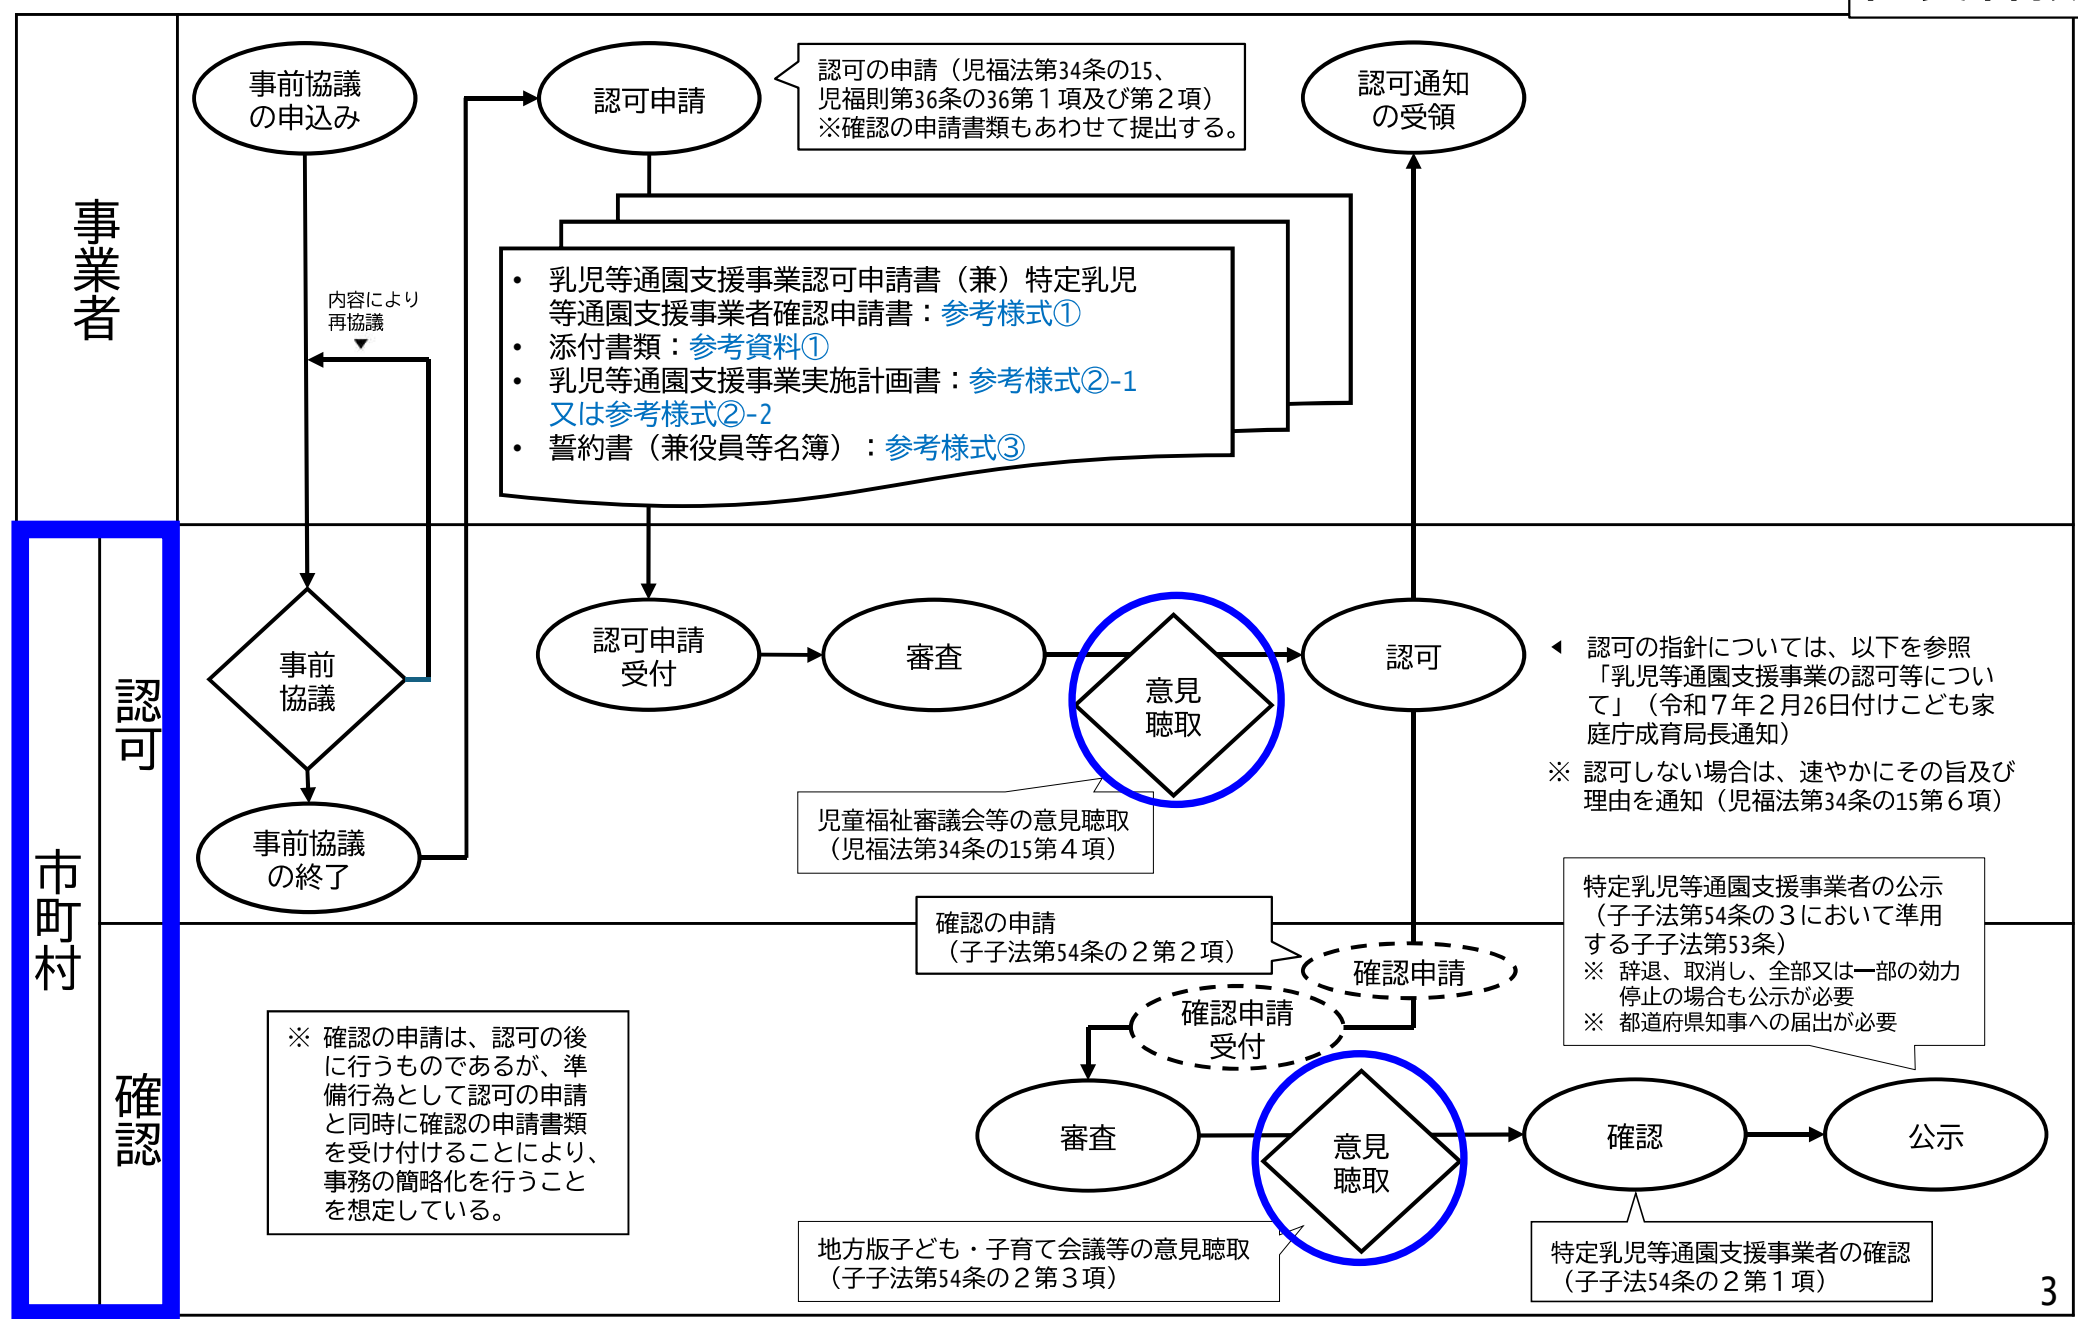 事業者
事前協議
の申込み
認可申請
認可の申請（児福法第34条の15、
児福則第36条の36第１項及び第２項）
※確認の申請書類もあわせて提出する。
認可通知
の受領
内容により
再協議
• 乳児等通園支援事業認可申請書（兼）特定乳児
等通園支援事業者確認申請書：参考様式①
• 添付書類：参考資料①
• 乳児等通園支援事業実施計画書：参考様式②-1
又は参考様式②-2
• 誓約書（兼役員等名簿）：参考様式③
市町村
認可
事前
協議
事前協議
の終了
認可申請
受付
審査
意見
聴取
認可
児童福祉審議会等の意見聴取
（児福法第34条の15第４項）
認可の指針については、以下を参照
「乳児等通園支援事業の認可等につい
て」（令和７年２月26日付けこども家
庭庁成育局長通知）
※ 認可しない場合は、速やかにその旨及び
理由を通知（児福法第34条の15第６項）
確認
確認の申請
（子子法第54条の２第２項）
確認申請
確認申請
受付
特定乳児等通園支援事業者の公示
（子子法第54条の３において準用
する子子法第53条）
※ 辞退、取消し、全部又は一部の効力
停止の場合も公示が必要
※ 都道府県知事への届出が必要
※ 確認の申請は、認可の後
に行うものであるが、準
備行為として認可の申請
と同時に確認の申請書類
を受け付けることにより、
事務の簡略化を行うこと
を想定している。
審査
意見
聴取
確認
公示
地方版子ども・子育て会議等の意見聴取
（子子法第54条の２第３項）
特定乳児等通園支援事業者の確認
（子子法54条の２第１項）
3